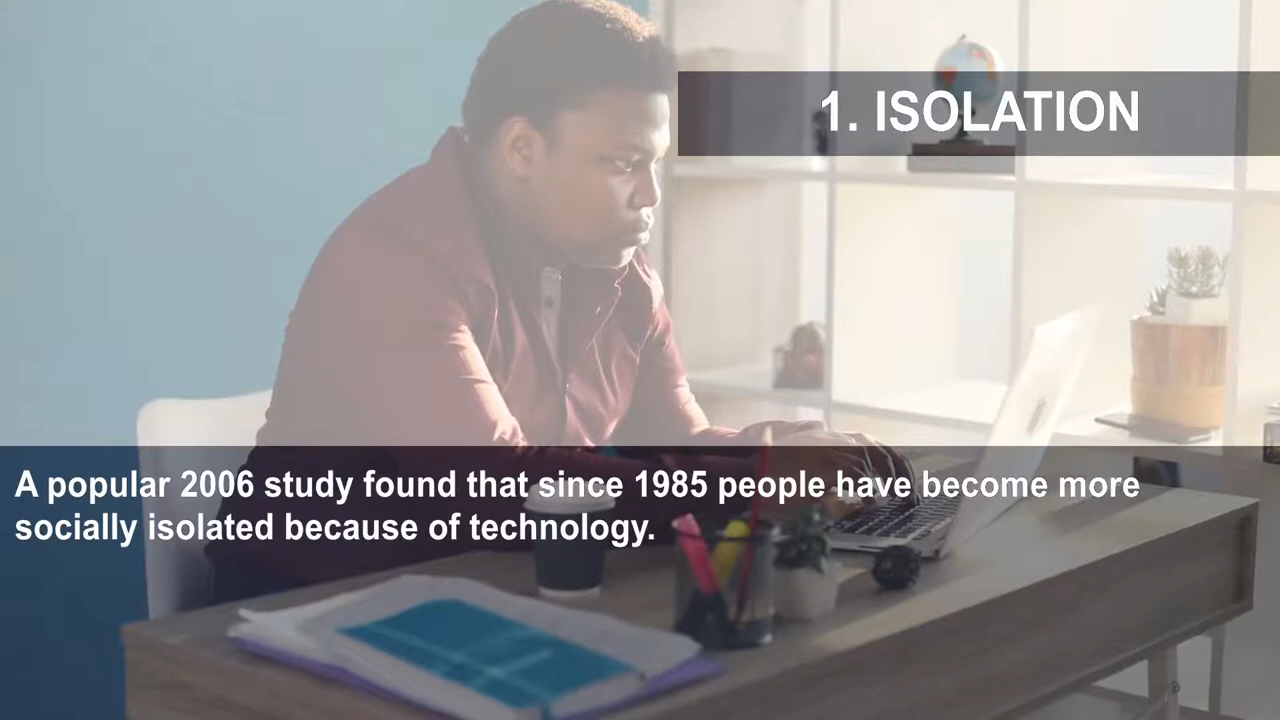 1. ISOLATION
A popular 2006 study found that since 1985 people have become more
socially isolated because of technology.